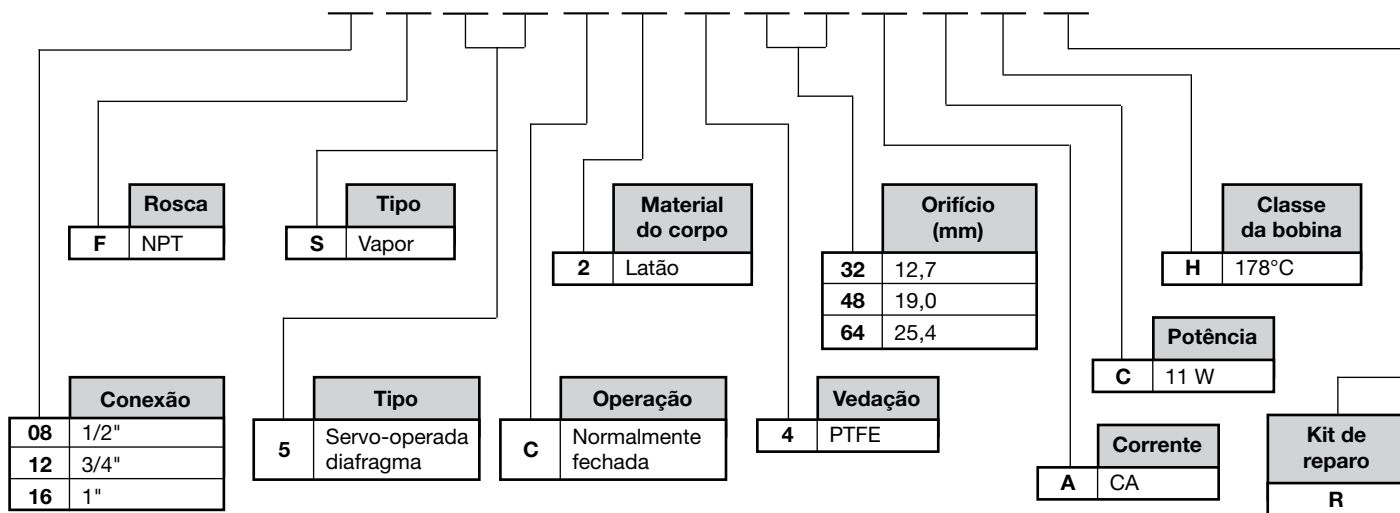 Rosca
F NPT
Tipo
S Vapor
Material
do corpo
2 Latão
Orifício
(mm)
32 12,7
48 19,0
64 25,4
Classe
da bobina
H 178°C
Potência
C 11 W
Conexão
08 1/2"
12 3/4"
16 1"
Tipo
5 Servo-operada
diafragma
Operação
C Normalmente
fechada
Vedação
4 PTFE
Corrente
A CA
Kit de
reparo
R